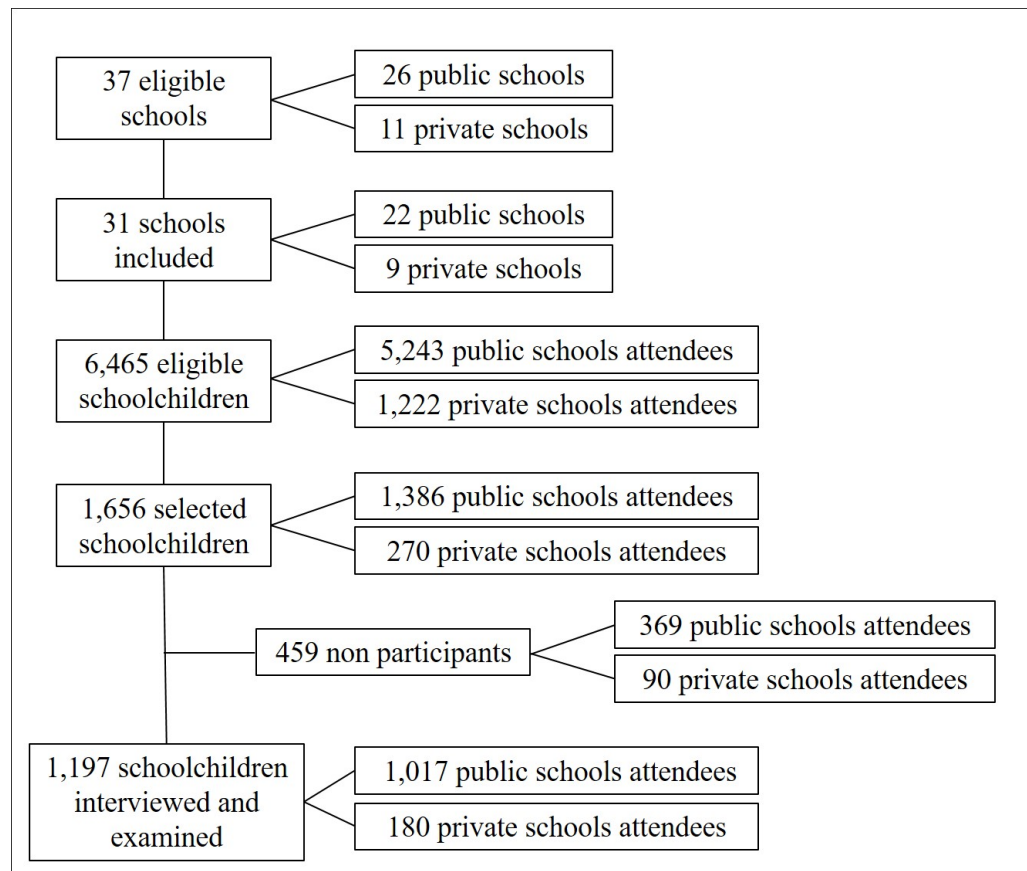 37 eligible
schools
26 public schools
11 private schools
31 schools
included
22 public schools
9 private schools
6,465 eligible
schoolchildren
5,243 public schools attendees
1,222 private schools attendees
1,656 selected
schoolchildren
1,386 public schools attendees
270 private schools attendees
459 non participants
369 public schools attendees
90 private schools attendees
1,197 schoolchildren
interviewed and
examined
1,017 public schools attendees
180 private schools attendees